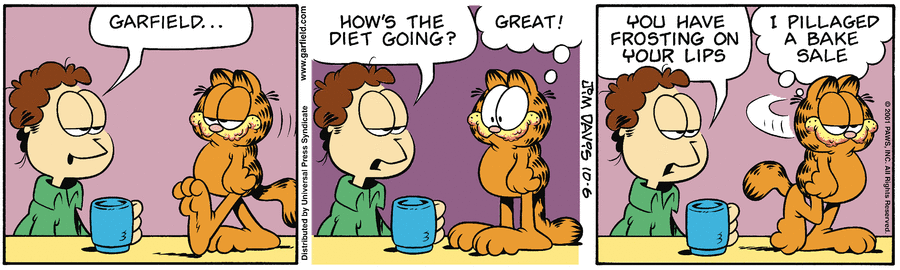 GARFIELD...
www.garfield.com
Distributed by Universal Press Syndicate
HOW'S THE
DIET GOING?
GREAT!
JIM DAVIS 10-6
YOU HAVE
FROSTING ON
YOUR LIPS
I PILLAGED
A BAKE
SALE
© 2001 PAWS, INC. All Rights Reserved.